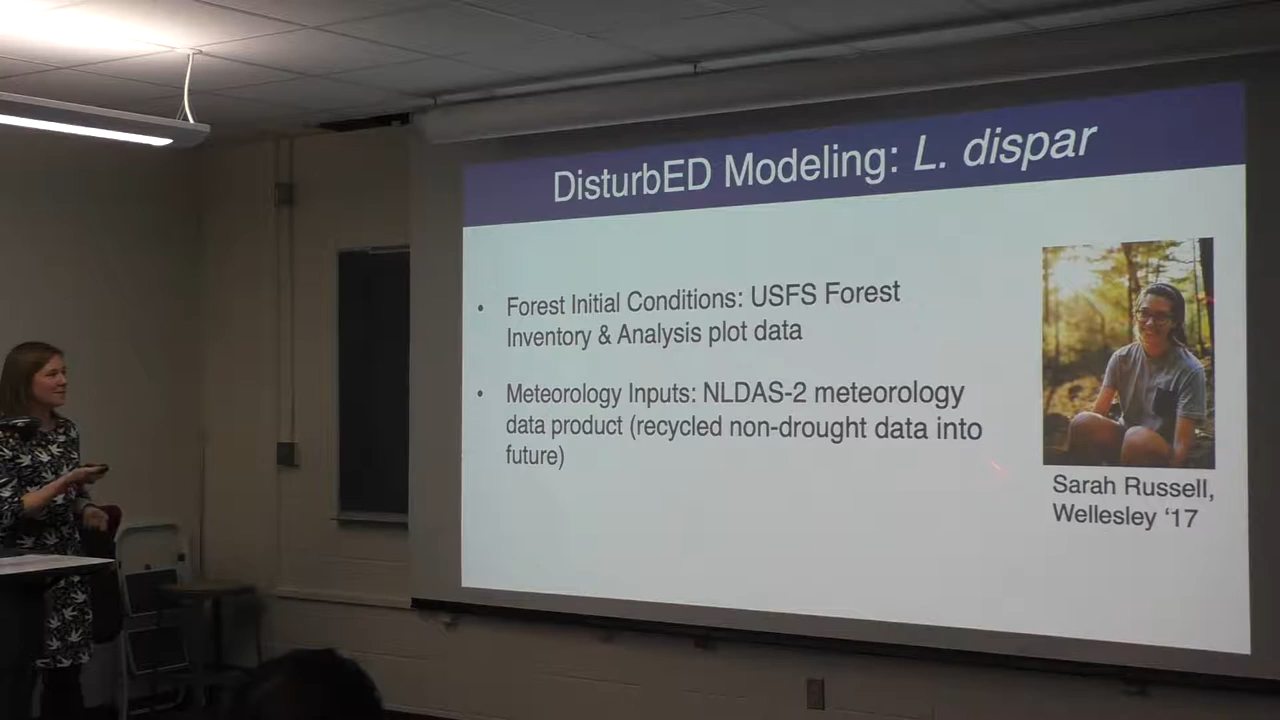 DisturbED Modeling: L. dispar
• Forest Initial Conditions: USFS Forest
Inventory & Analysis plot data
• Meteorology Inputs: NLDAS-2 meteorology
data product (recycled non-drought data into
future)
Sarah Russell,
Wellesley ‘17